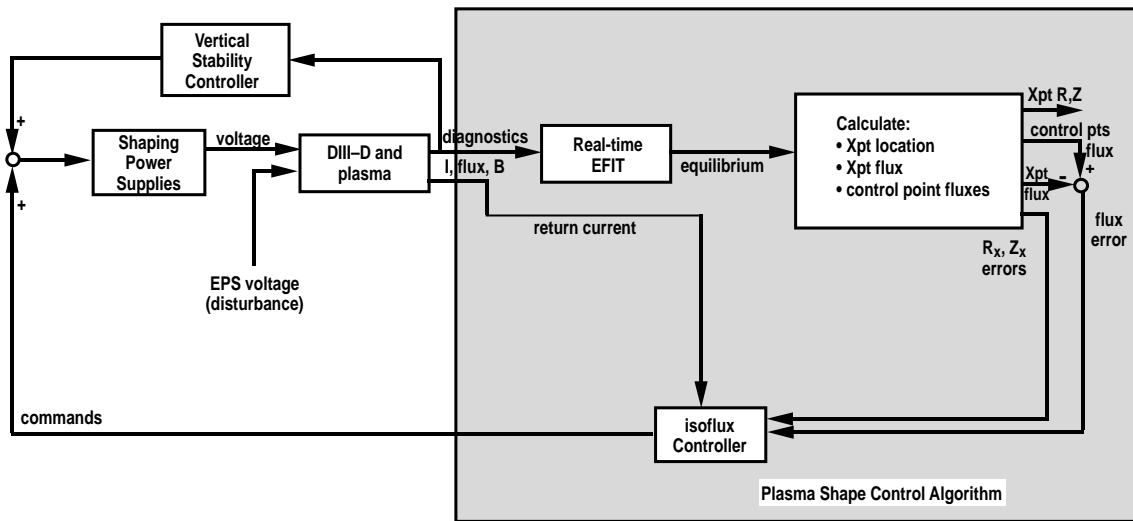 Vertical
Stability
Controller
+
Shaping
Power
Supplies
voltage
DIII–D and
plasma
diagnostics
I, flux, B
Real-time
EFIT
equilibrium
Calculate:
• Xpt location
• Xpt flux
• control point fluxes
Xpt R,Z
control pts
flux
+
Xpt
flux
-
flux
error
+
return current
EPS voltage
(disturbance)
Rx, Zx
errors
commands
isoflux
Controller
Plasma Shape Control Algorithm